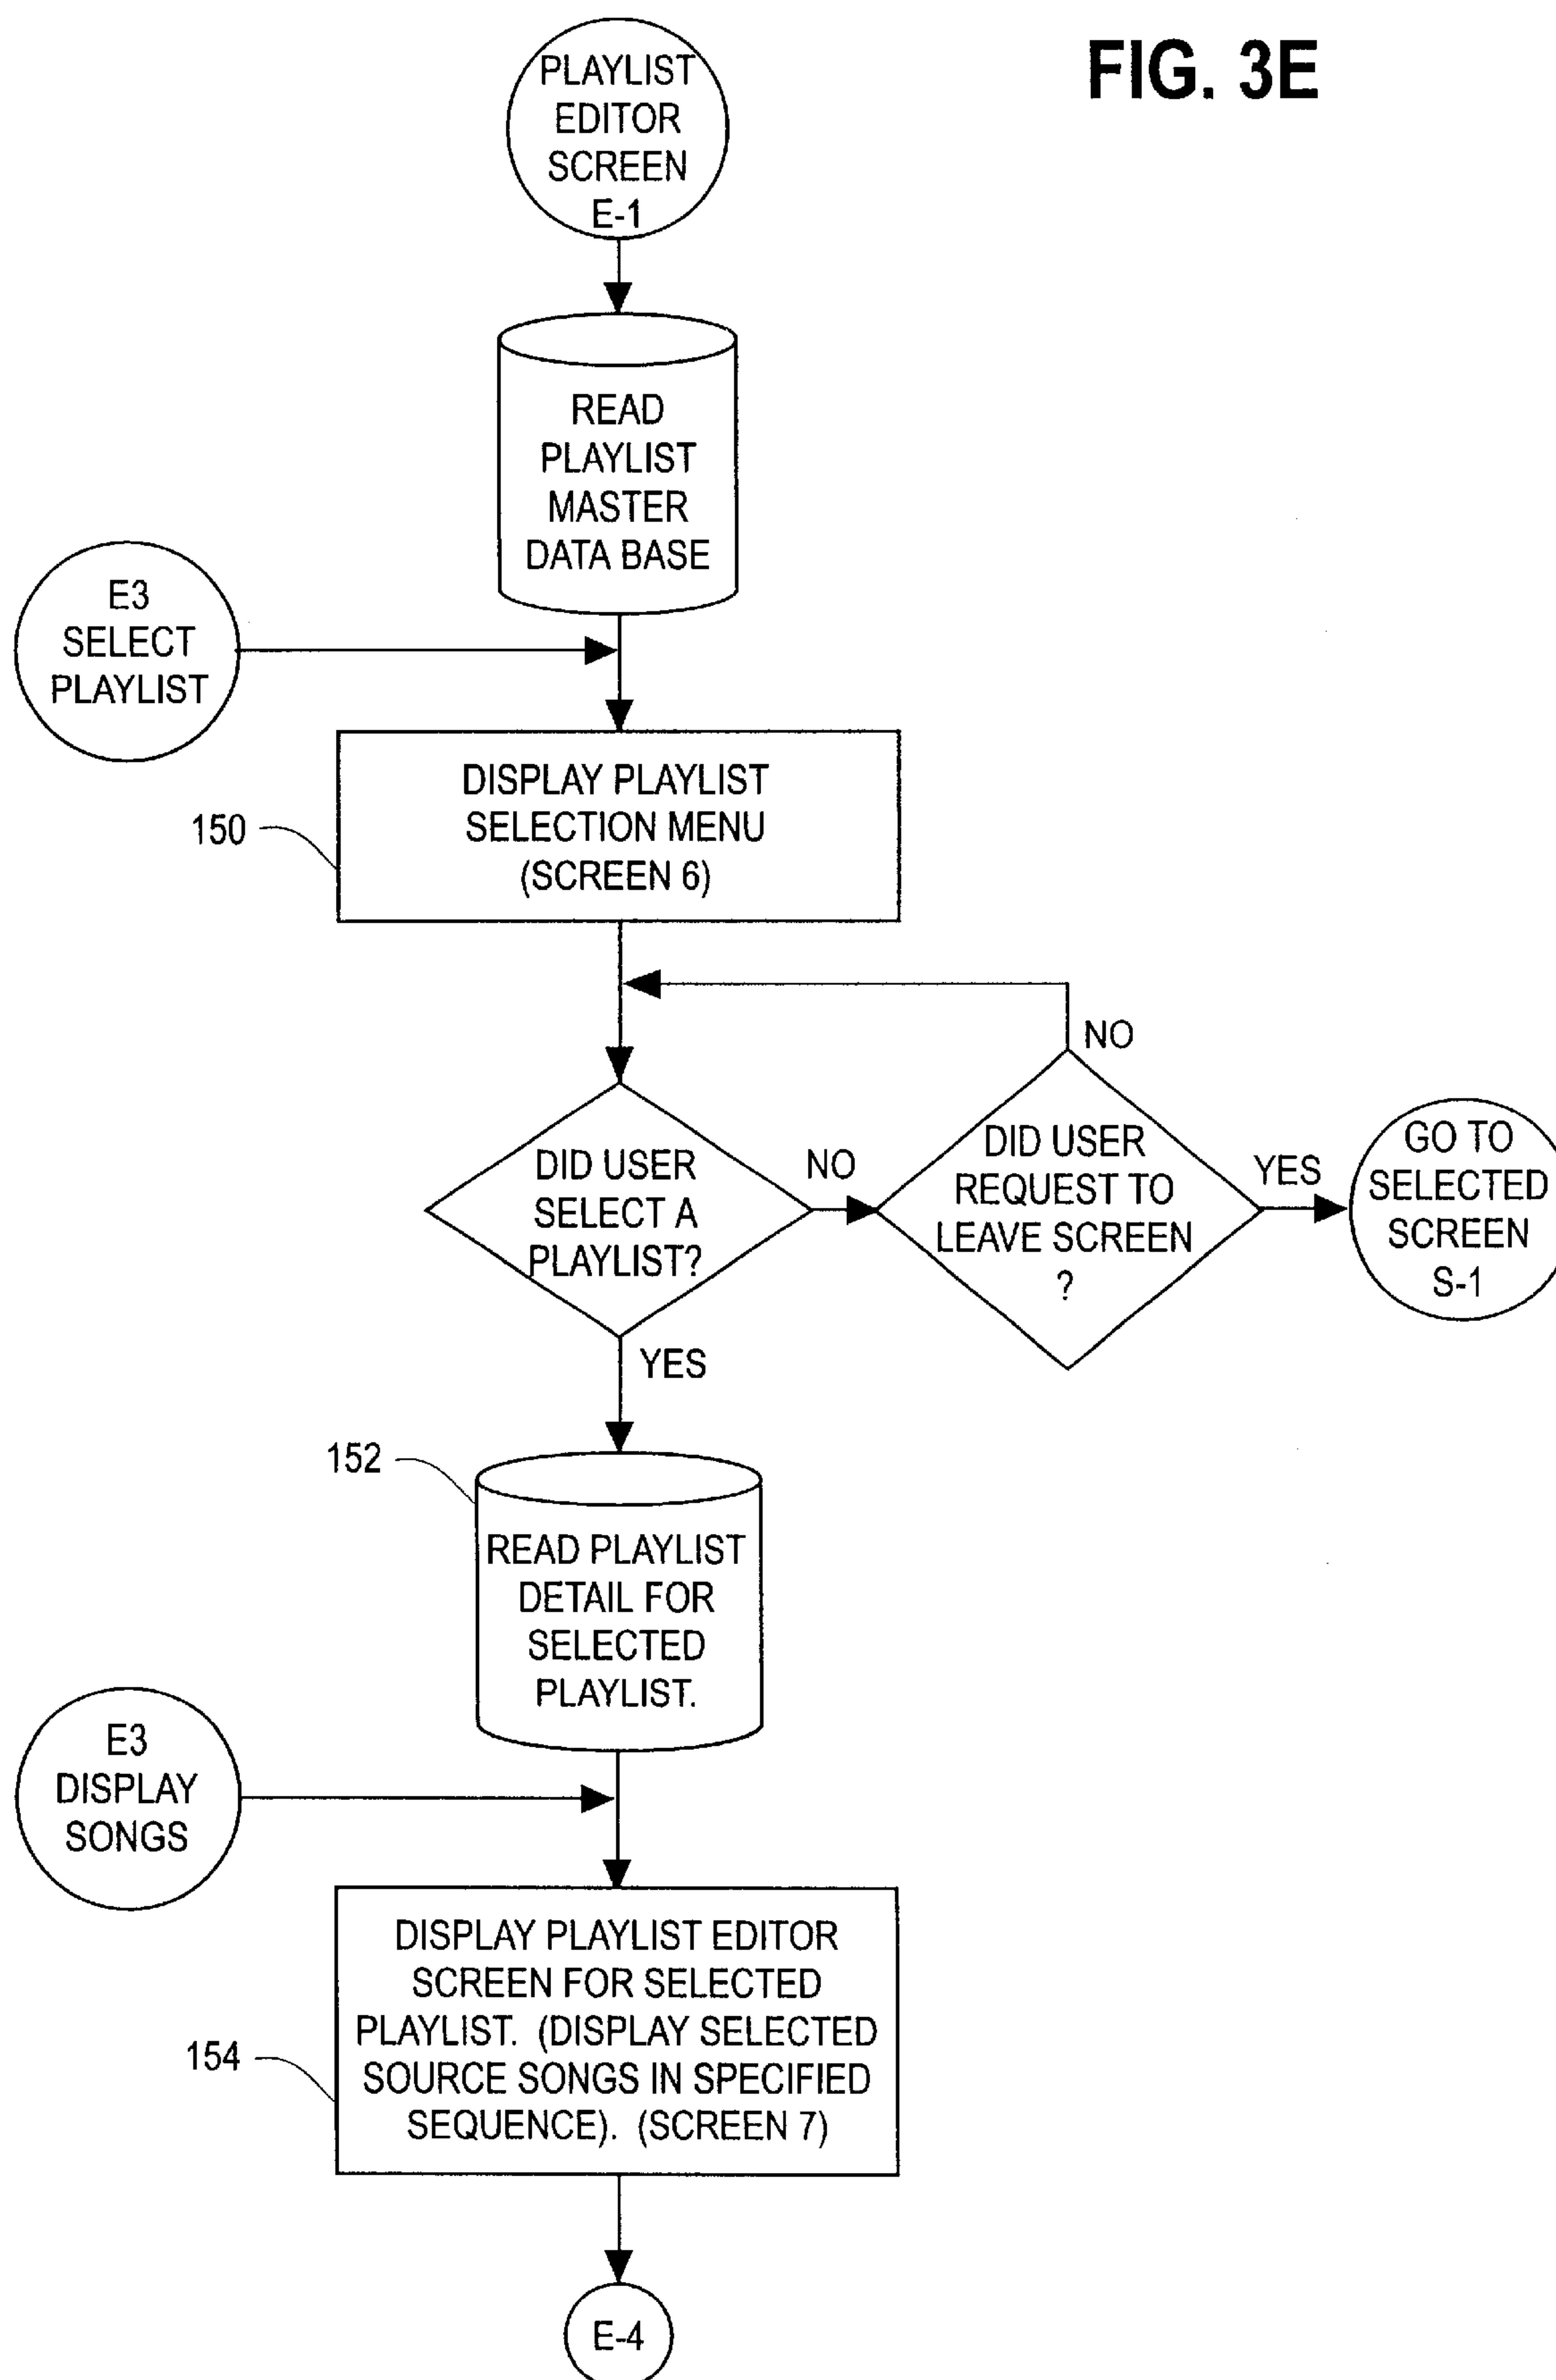 FIG. 3E
PLAYLIST
EDITOR
SCREEN
E-1
READ
PLAYLIST
MASTER
DATA BASE
E3
SELECT
PLAYLIST
150
DISPLAY PLAYLIST
SELECTION MENU
(SCREEN 6)
DID USER
SELECT A
PLAYLIST?
NO
DID USER
REQUEST TO
LEAVE SCREEN
?
NO
YES
GO TO
SELECTED
SCREEN
S-1
YES
152
READ PLAYLIST
DETAIL FOR
SELECTED
PLAYLIST.
E3
DISPLAY
SONGS
154
DISPLAY PLAYLIST EDITOR
SCREEN FOR SELECTED
PLAYLIST. (DISPLAY SELECTED
SOURCE SONGS IN SPECIFIED
SEQUENCE). (SCREEN 7)
E-4